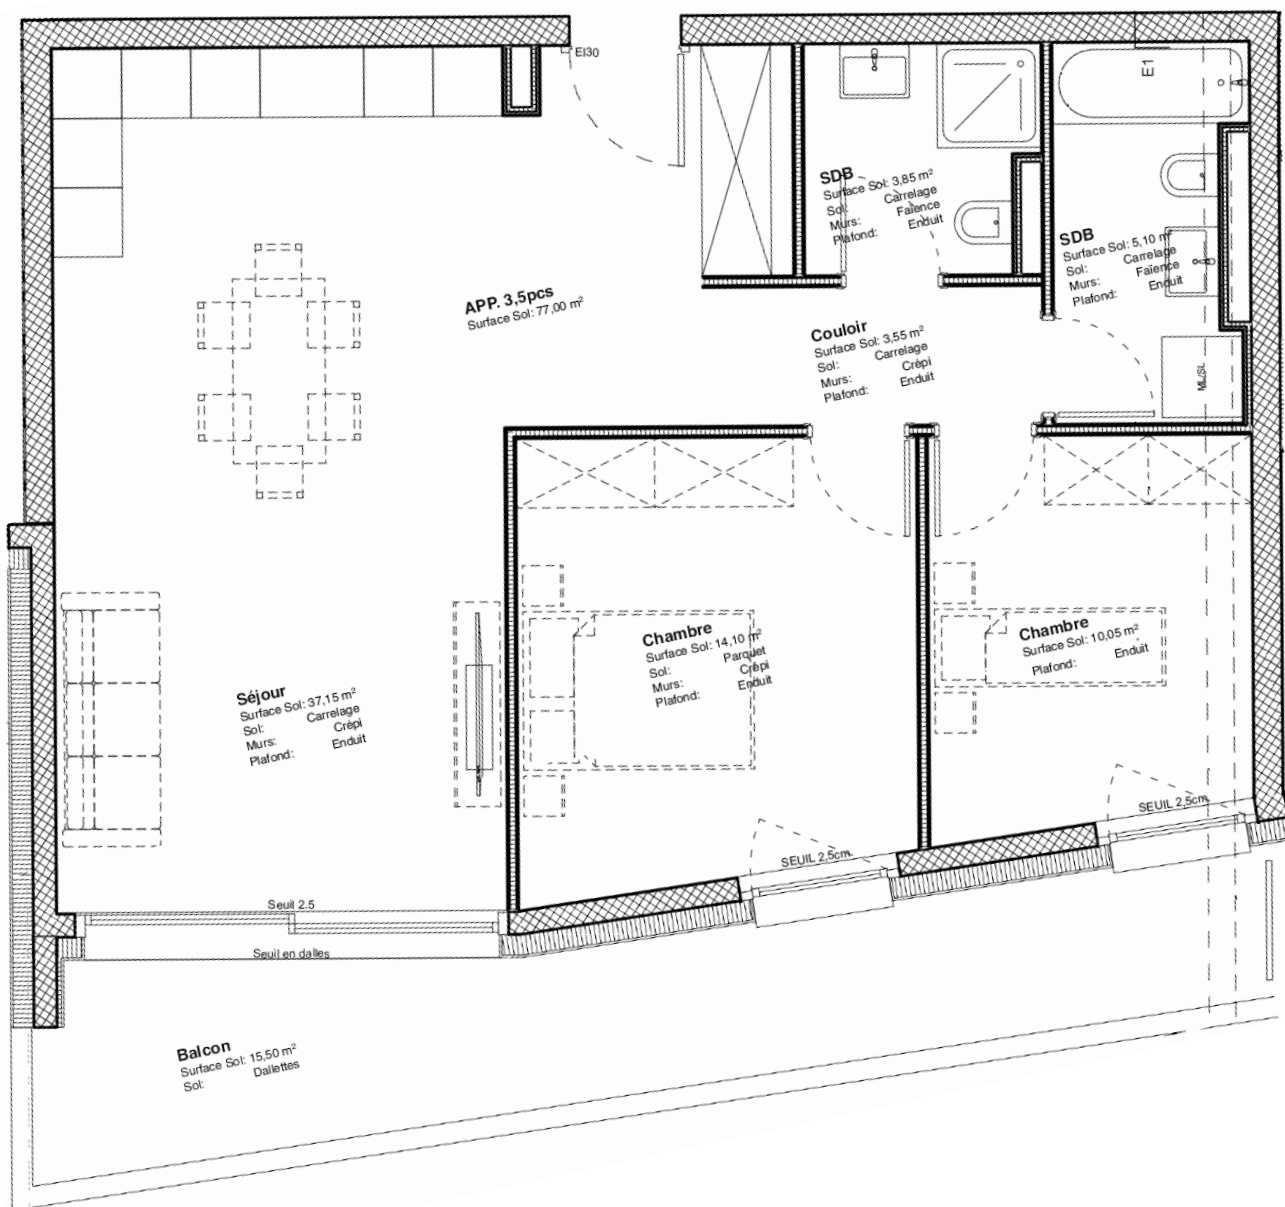 EI30
E1
SDB
Surface Sol: 3,85 m²
Sol: Carrelage
Murs: Faïence
Plafond: Enduit
SDB
Surface Sol: 5,10 m²
Sol: Carrelage
Murs: Faïence
Plafond: Enduit
APP. 3,5pcs
Surface Sol: 77,00 m²
Couloir
Surface Sol: 3,55 m²
Sol: Carrelage
Murs: Crépi
Plafond: Enduit
ML/SL
Chambre
Surface Sol: 14,10 m²
Sol: Parquet
Murs: Crépi
Plafond: Enduit
Chambre
Surface Sol: 10,05 m²
Plafond: Enduit
Séjour
Surface Sol: 37,15 m²
Sol: Carrelage
Murs: Crépi
Plafond: Enduit
SEUIL 2,5cm
SEUIL 2,5cm
Seuil 2.5
Seuil en dalles
Balcon
Surface Sol: 15,50 m²
Sol: Dallettes